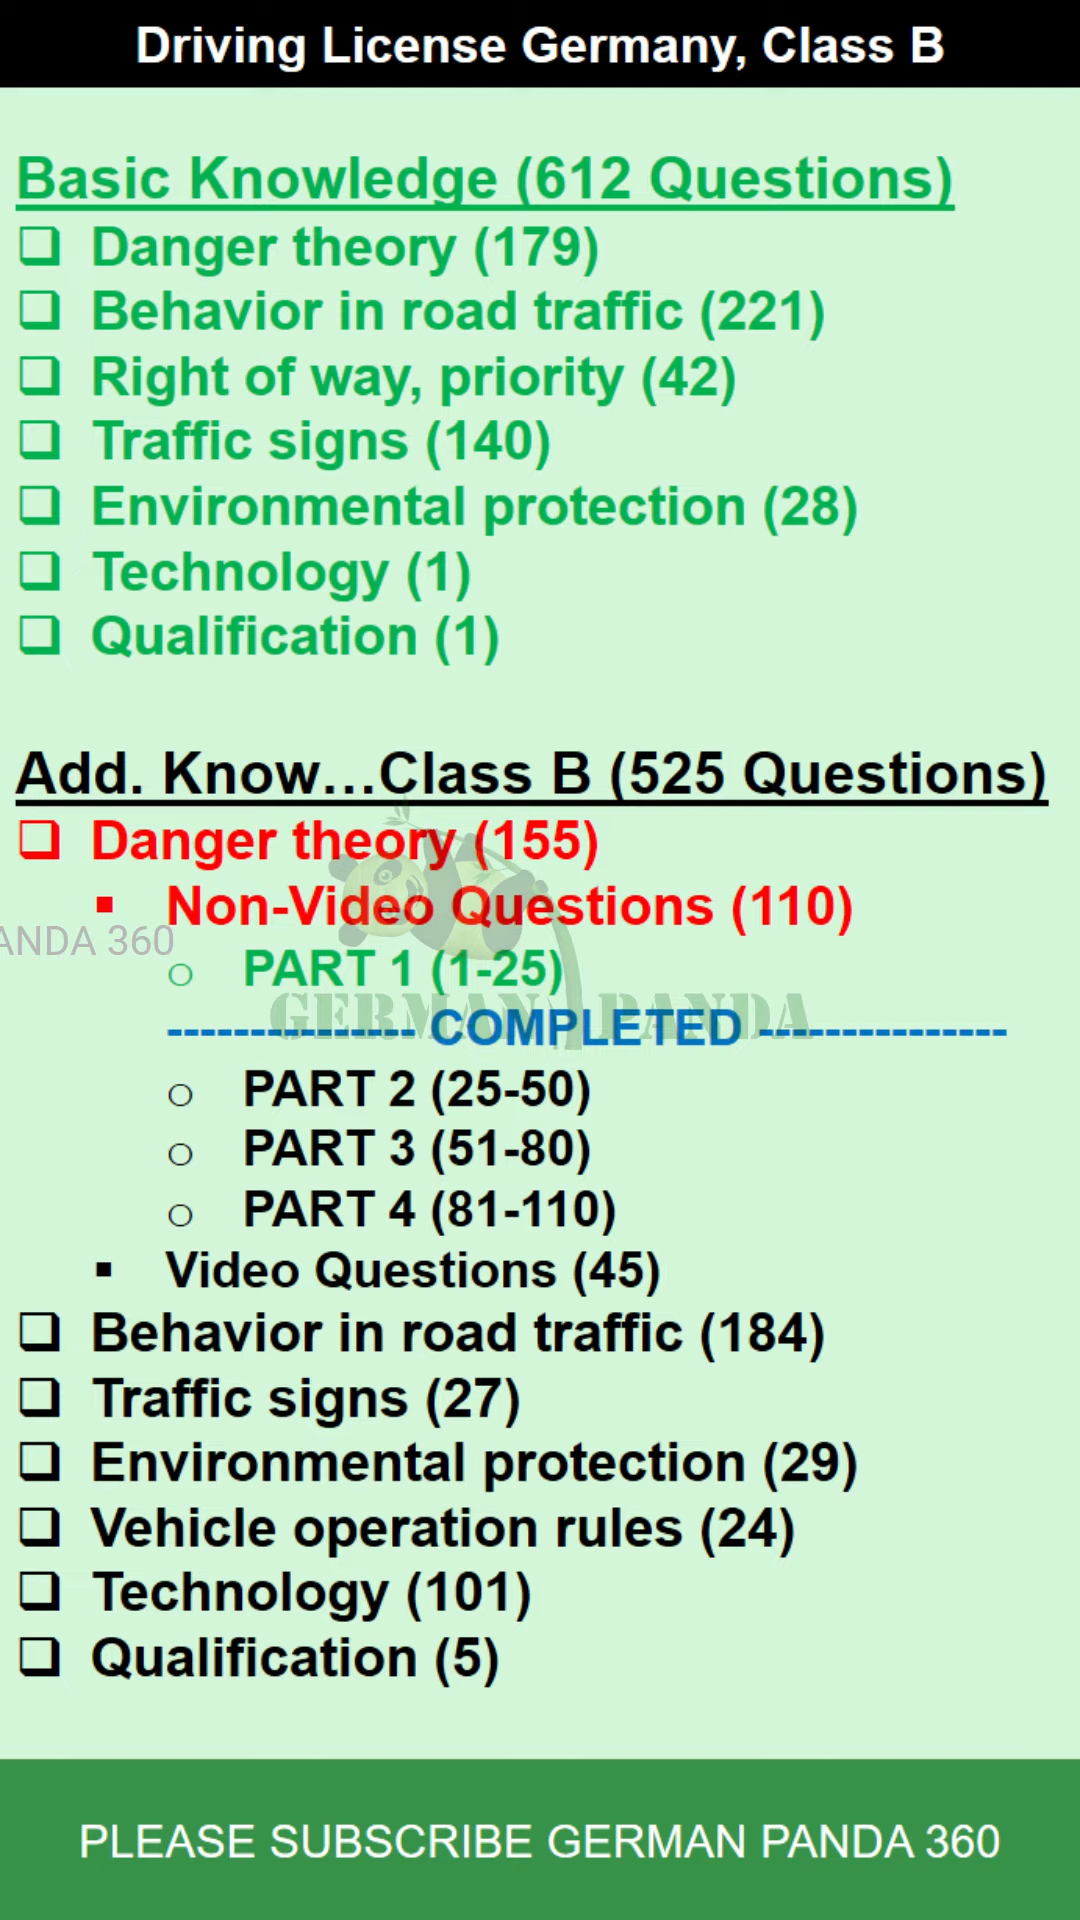 Driving License Germany, Class B
Basic Knowledge (612 Questions)
Danger theory (179)
Behavior in road traffic (221)
Right of way, priority (42)
Traffic signs (140)
Environmental protection (28)
Technology (1)
Qualification (1)
Add. Know...Class B (525 Questions)
Danger theory (155)
Non-Video Questions (110)
ANDA 360
PART 1 (1-25)
GERMAN PANDA
--------------- COMPLETED ---------------
PART 2 (25-50)
PART 3 (51-80)
PART 4 (81-110)
Video Questions (45)
Behavior in road traffic (184)
Traffic signs (27)
Environmental protection (29)
Vehicle operation rules (24)
Technology (101)
Qualification (5)
PLEASE SUBSCRIBE GERMAN PANDA 360